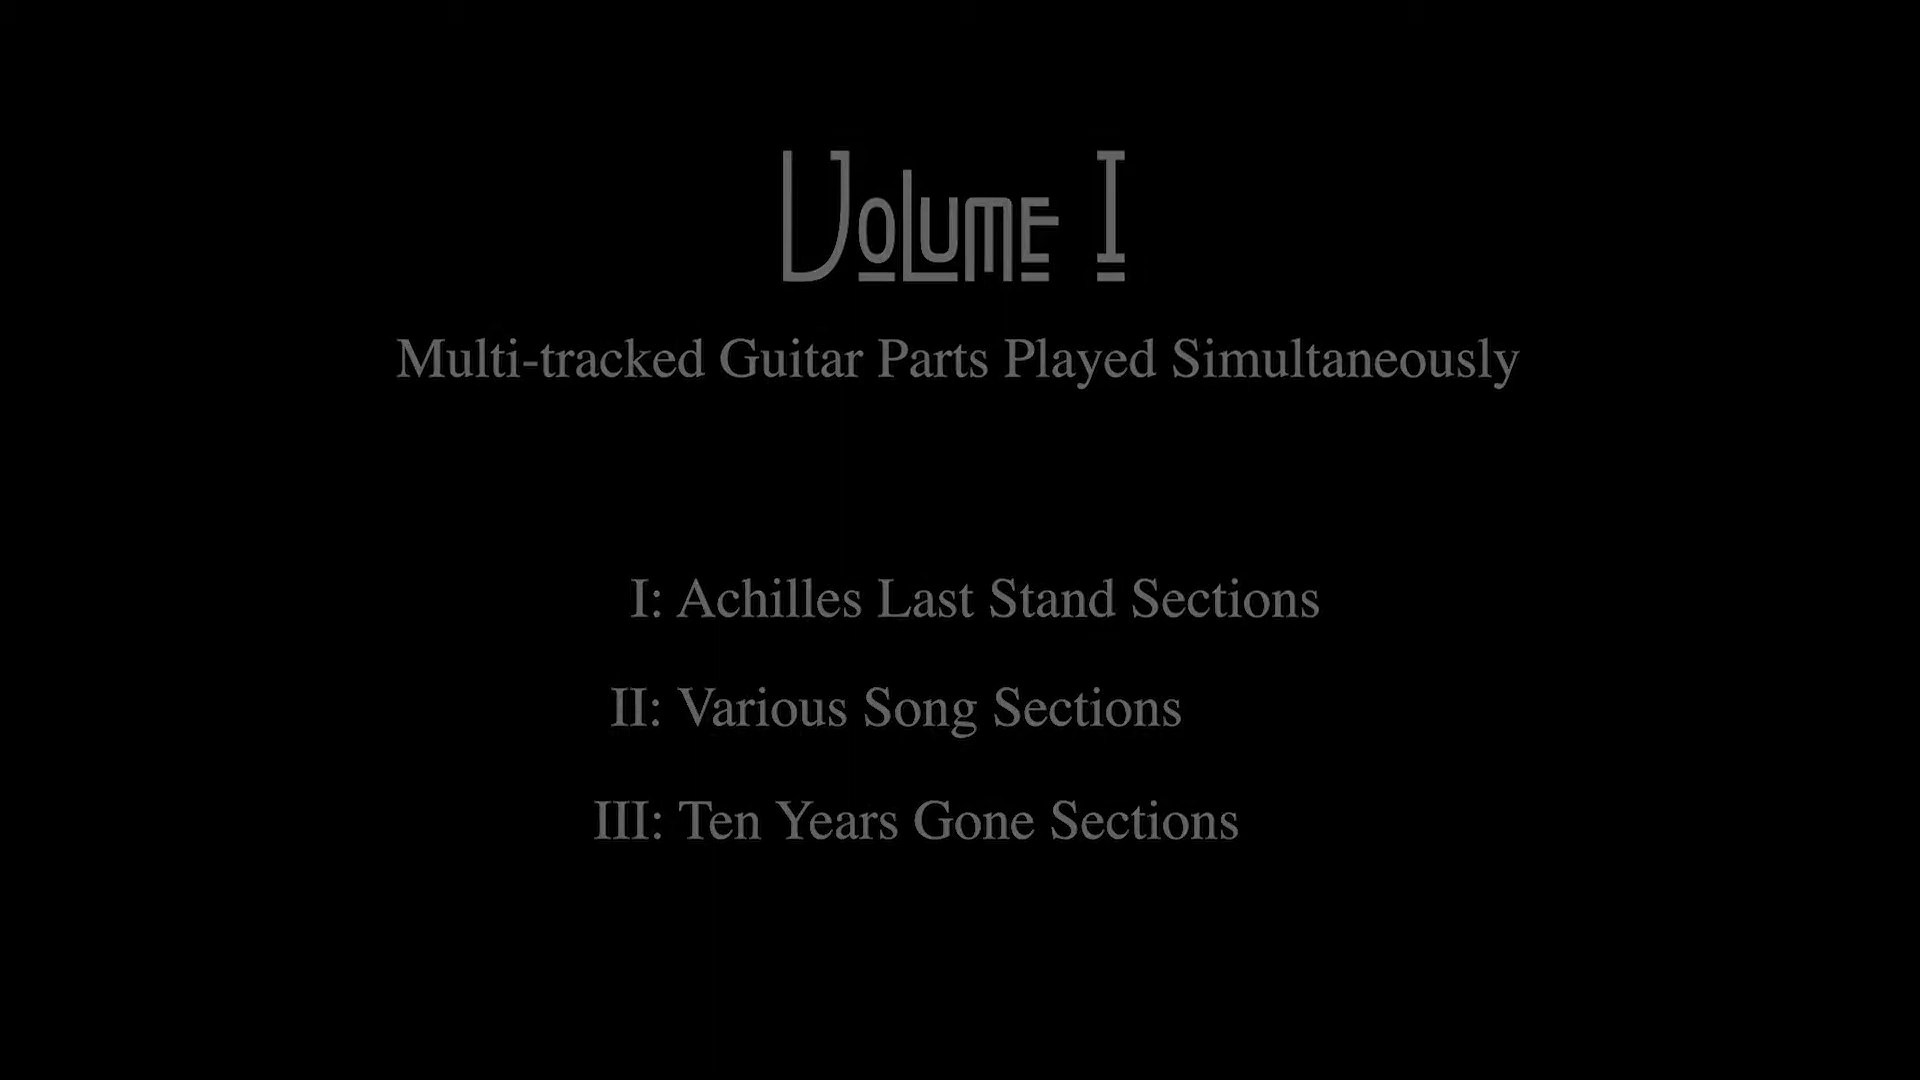 Volume I
Multi-tracked Guitar Parts Played Simultaneously
I: Achilles Last Stand Sections
II: Various Song Sections
III: Ten Years Gone Sections